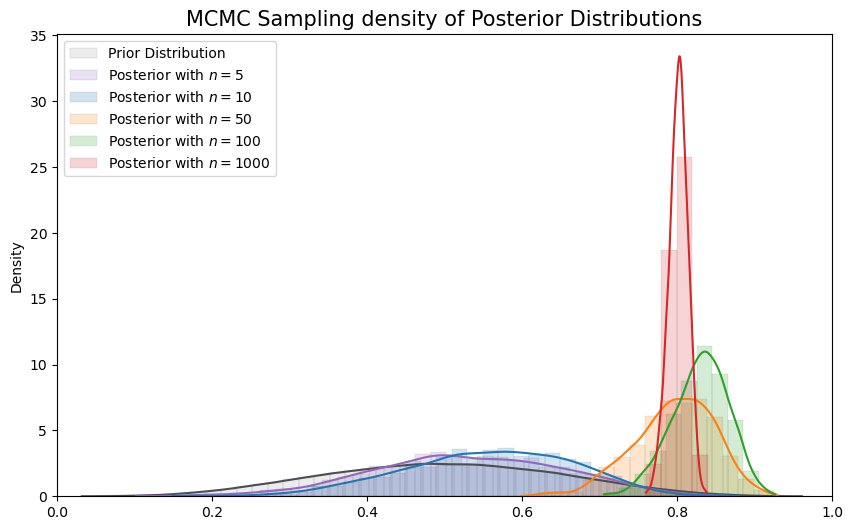 MCMC Sampling density of Posterior Distributions
Prior Distribution
Posterior with n = 5
Posterior with n = 10
Posterior with n = 50
Posterior with n = 100
Posterior with n = 1000
Density
35
30
25
20
15
10
5
0
0.0 0.2 0.4 0.6 0.8 1.0